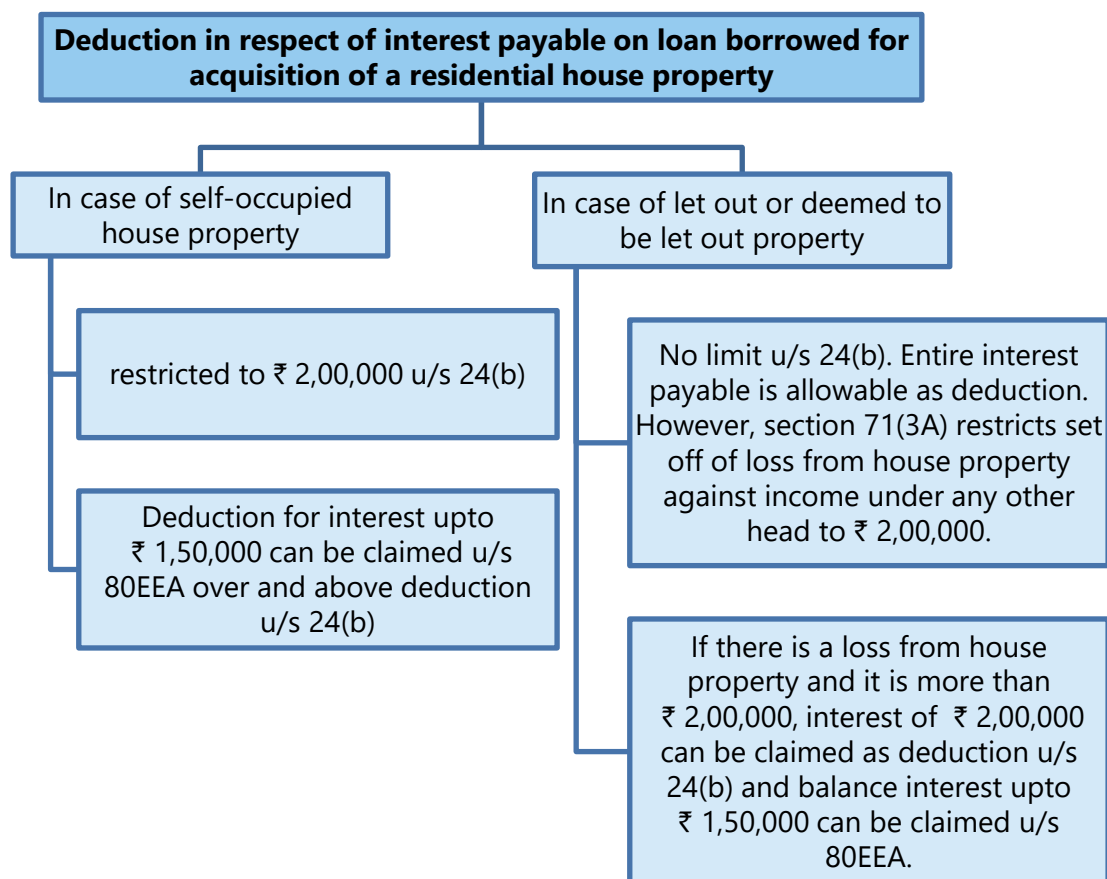 Deduction in respect of interest payable on loan borrowed for
acquisition of a residential house property
In case of self-occupied
house property
restricted to ₹ 2,00,000 u/s 24(b)
Deduction for interest upto
₹ 1,50,000 can be claimed u/s
80EEA over and above deduction
u/s 24(b)
In case of let out or deemed to
be let out property
No limit u/s 24(b). Entire interest
payable is allowable as deduction.
However, section 71(3A) restricts set
off of loss from house property
against income under any other
head to ₹ 2,00,000.
If there is a loss from house
property and it is more than
₹ 2,00,000, interest of ₹ 2,00,000
can be claimed as deduction u/s
24(b) and balance interest upto
₹ 1,50,000 can be claimed u/s
80EEA.